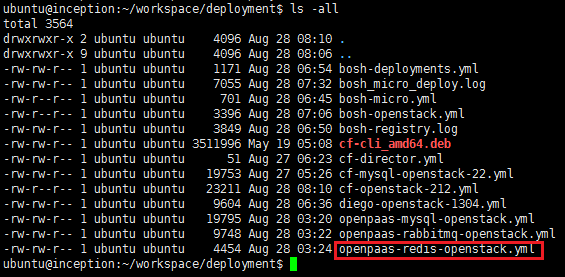 ubuntu@inception:~/workspace/deployment$ ls -all
total 3564
drwxrwxr-x 2 ubuntu ubuntu    4096 Aug 28 08:10 .
drwxrwxr-x 9 ubuntu ubuntu    4096 Aug 28 08:06 ..
-rw-rw-r-- 1 ubuntu ubuntu    1171 Aug 28 06:54 bosh-deployments.yml
-rw-rw-r-- 1 ubuntu ubuntu    7055 Aug 28 07:32 bosh_micro_deploy.log
-rw-rw-r-- 1 ubuntu ubuntu     701 Aug 28 06:45 bosh-micro.yml
-rw-rw-r-- 1 ubuntu ubuntu    3396 Aug 28 07:06 bosh-openstack.yml
-rw-rw-r-- 1 ubuntu ubuntu    3849 Aug 28 06:50 bosh-registry.log
-rw-rw-r-- 1 ubuntu ubuntu 3511996 May 19 05:08 cf-cli_amd64.deb
-rw-rw-r-- 1 ubuntu ubuntu      51 Aug 27 06:23 cf-director.yml
-rw-rw-r-- 1 ubuntu ubuntu   19753 Aug 27 05:26 cf-mysql-openstack-22.yml
-rw-rw-r-- 1 ubuntu ubuntu   23211 Aug 28 08:10 cf-openstack-212.yml
-rw-rw-r-- 1 ubuntu ubuntu    9604 Aug 28 06:36 diego-openstack-1304.yml
-rw-rw-r-- 1 ubuntu ubuntu   19795 Aug 28 03:20 openpaas-mysql-openstack.yml
-rw-rw-r-- 1 ubuntu ubuntu    9748 Aug 28 03:22 openpaas-rabbitmq-openstack.yml
-rw-rw-r-- 1 ubuntu ubuntu    4454 Aug 28 03:24 openpaas-redis-openstack.yml
ubuntu@inception:~/workspace/deployment$